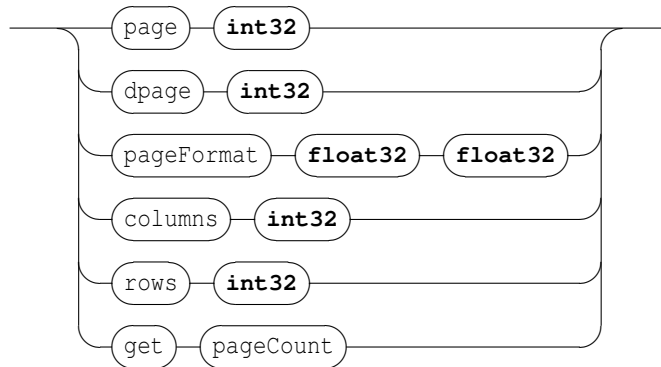 page int32
dpage int32
pageFormat float32 float32
columns int32
rows int32
get pageCount